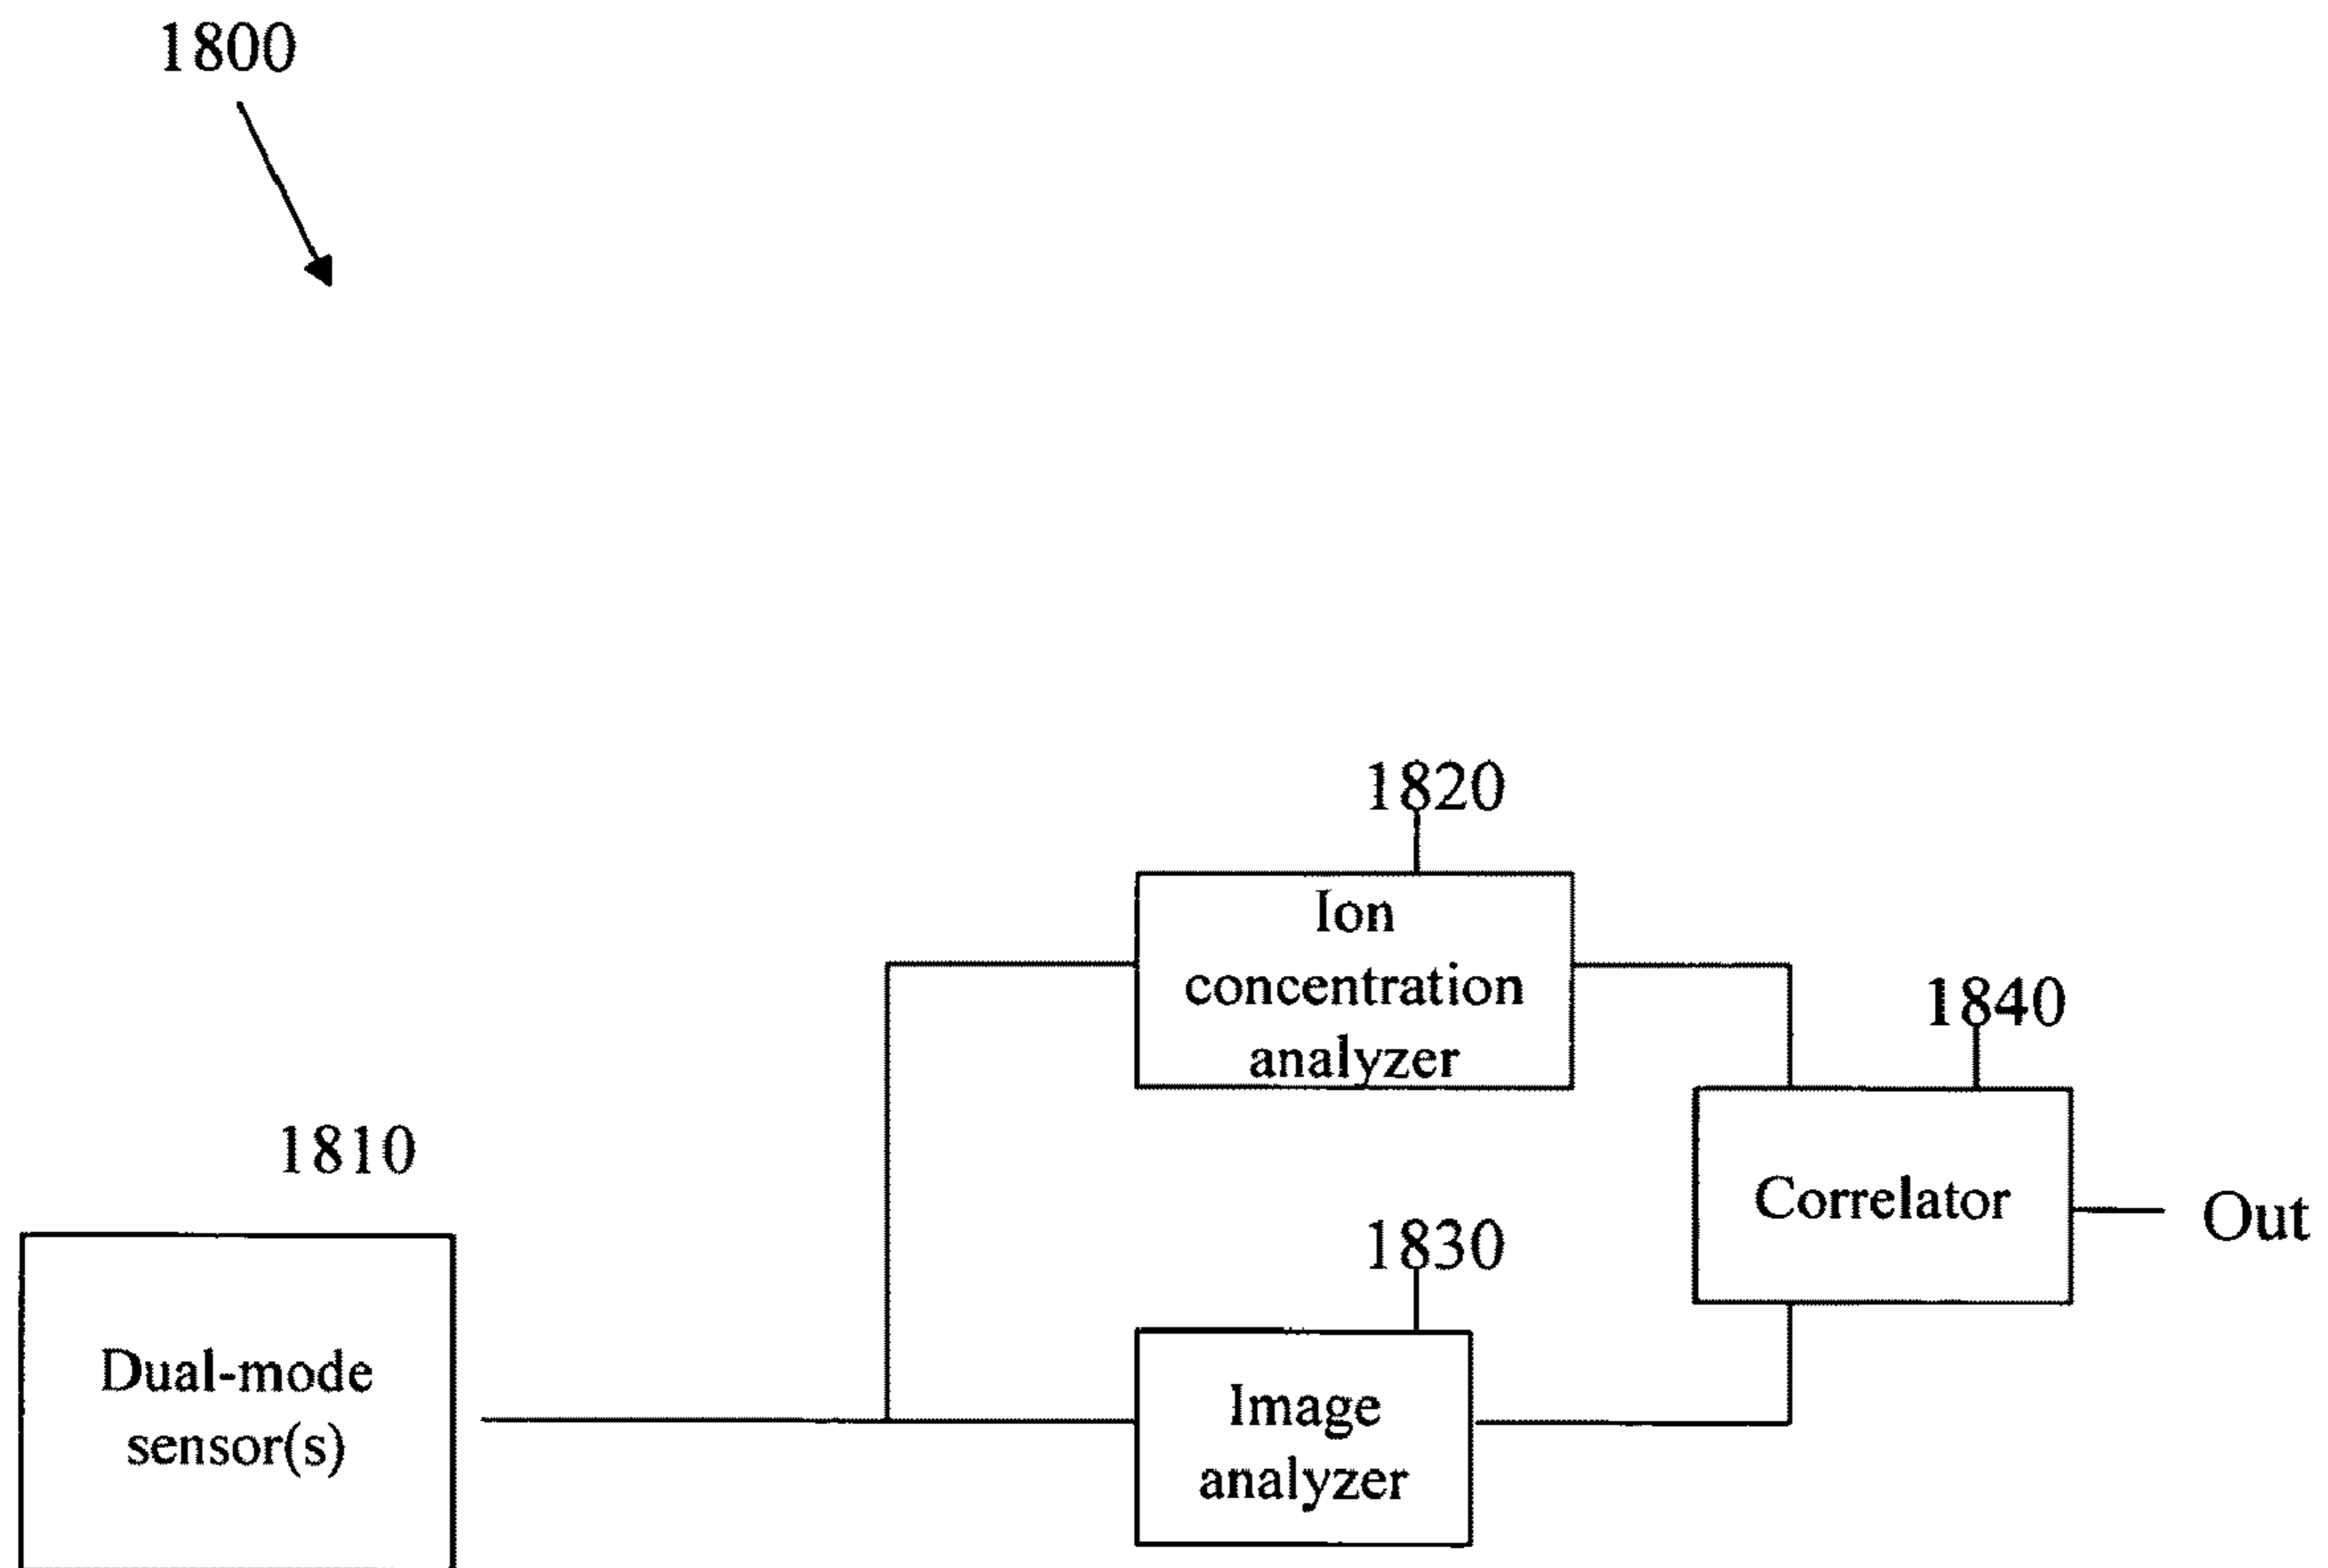 1800
1820
Ion
concentration
analyzer
1840
Correlator
Out
1810
Dual-mode
sensor(s)
1830
Image
analyzer